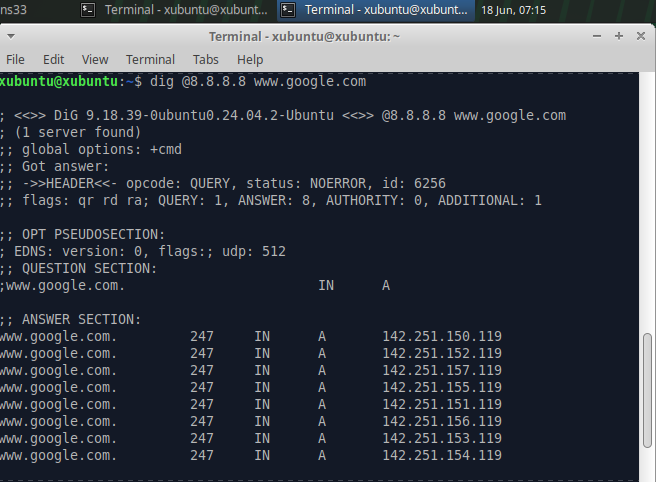 ns33 Terminal - xubuntu@xubunt... Terminal - xubuntu@xubunt... 18 Jun, 07:15
Terminal - xubuntu@xubuntu: ~
File Edit View Terminal Tabs Help
xubuntu@xubuntu:~$ dig @8.8.8.8 www.google.com
; <<>> DiG 9.18.39-0ubuntu0.24.04.2-Ubuntu <<>> @8.8.8.8 www.google.com
; (1 server found)
;; global options: +cmd
;; Got answer:
;; ->>HEADER<<- opcode: QUERY, status: NOERROR, id: 6256
;; flags: qr rd ra; QUERY: 1, ANSWER: 8, AUTHORITY: 0, ADDITIONAL: 1
;; OPT PSEUDOSECTION:
; EDNS: version: 0, flags:; udp: 512
;; QUESTION SECTION:
;www.google.com. IN A
;; ANSWER SECTION:
www.google.com. 247 IN A 142.251.150.119
www.google.com. 247 IN A 142.251.152.119
www.google.com. 247 IN A 142.251.157.119
www.google.com. 247 IN A 142.251.155.119
www.google.com. 247 IN A 142.251.151.119
www.google.com. 247 IN A 142.251.156.119
www.google.com. 247 IN A 142.251.153.119
www.google.com. 247 IN A 142.251.154.119